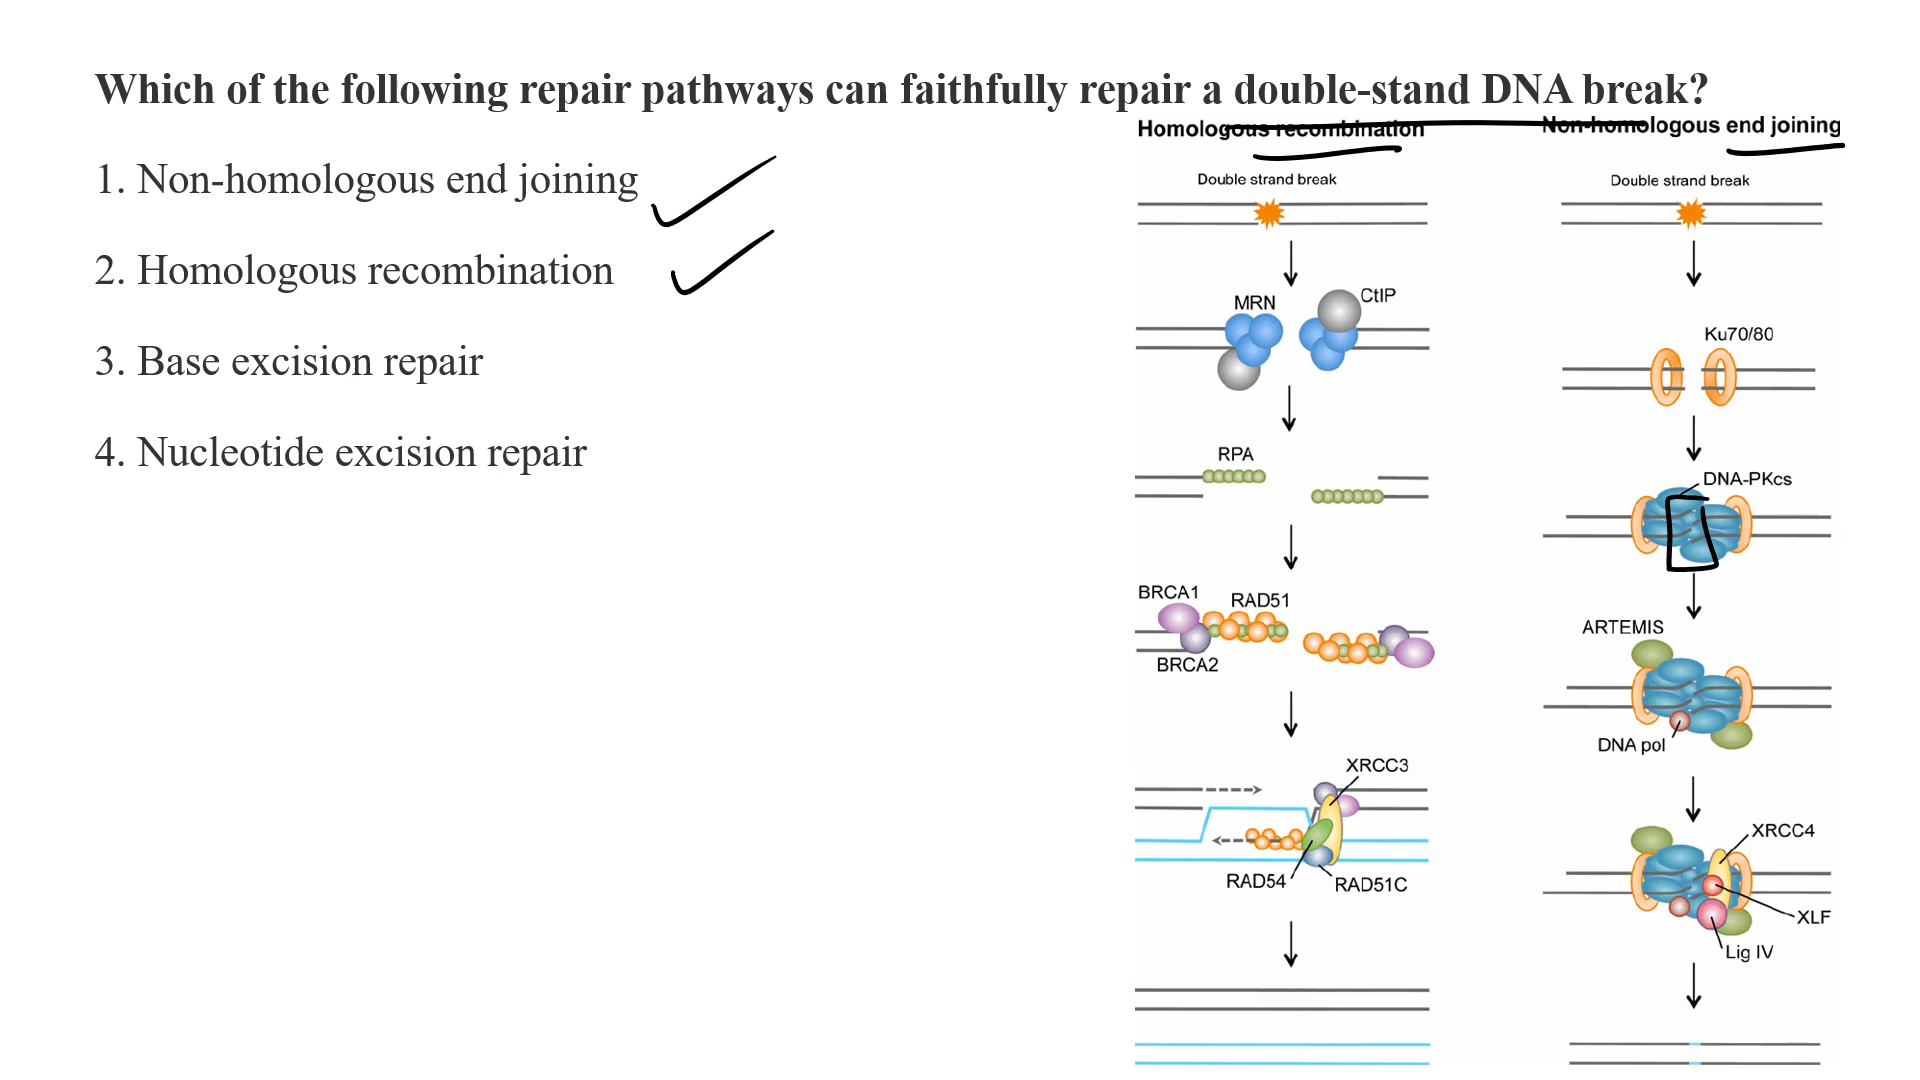 Which of the following repair pathways can faithfully repair a double-stand DNA break?
1. Non-homologous end joining
2. Homologous recombination
3. Base excision repair
4. Nucleotide excision repair
Homologous recombination
Double strand break
MRN
CtIP
RPA
BRCA1
RAD51
BRCA2
XRCC3
RAD54
RAD51C
Non-homologous end joining
Double strand break
Ku70/80
DNA-PKcs
ARTEMIS
DNA pol
XRCC4
XLF
Lig IV